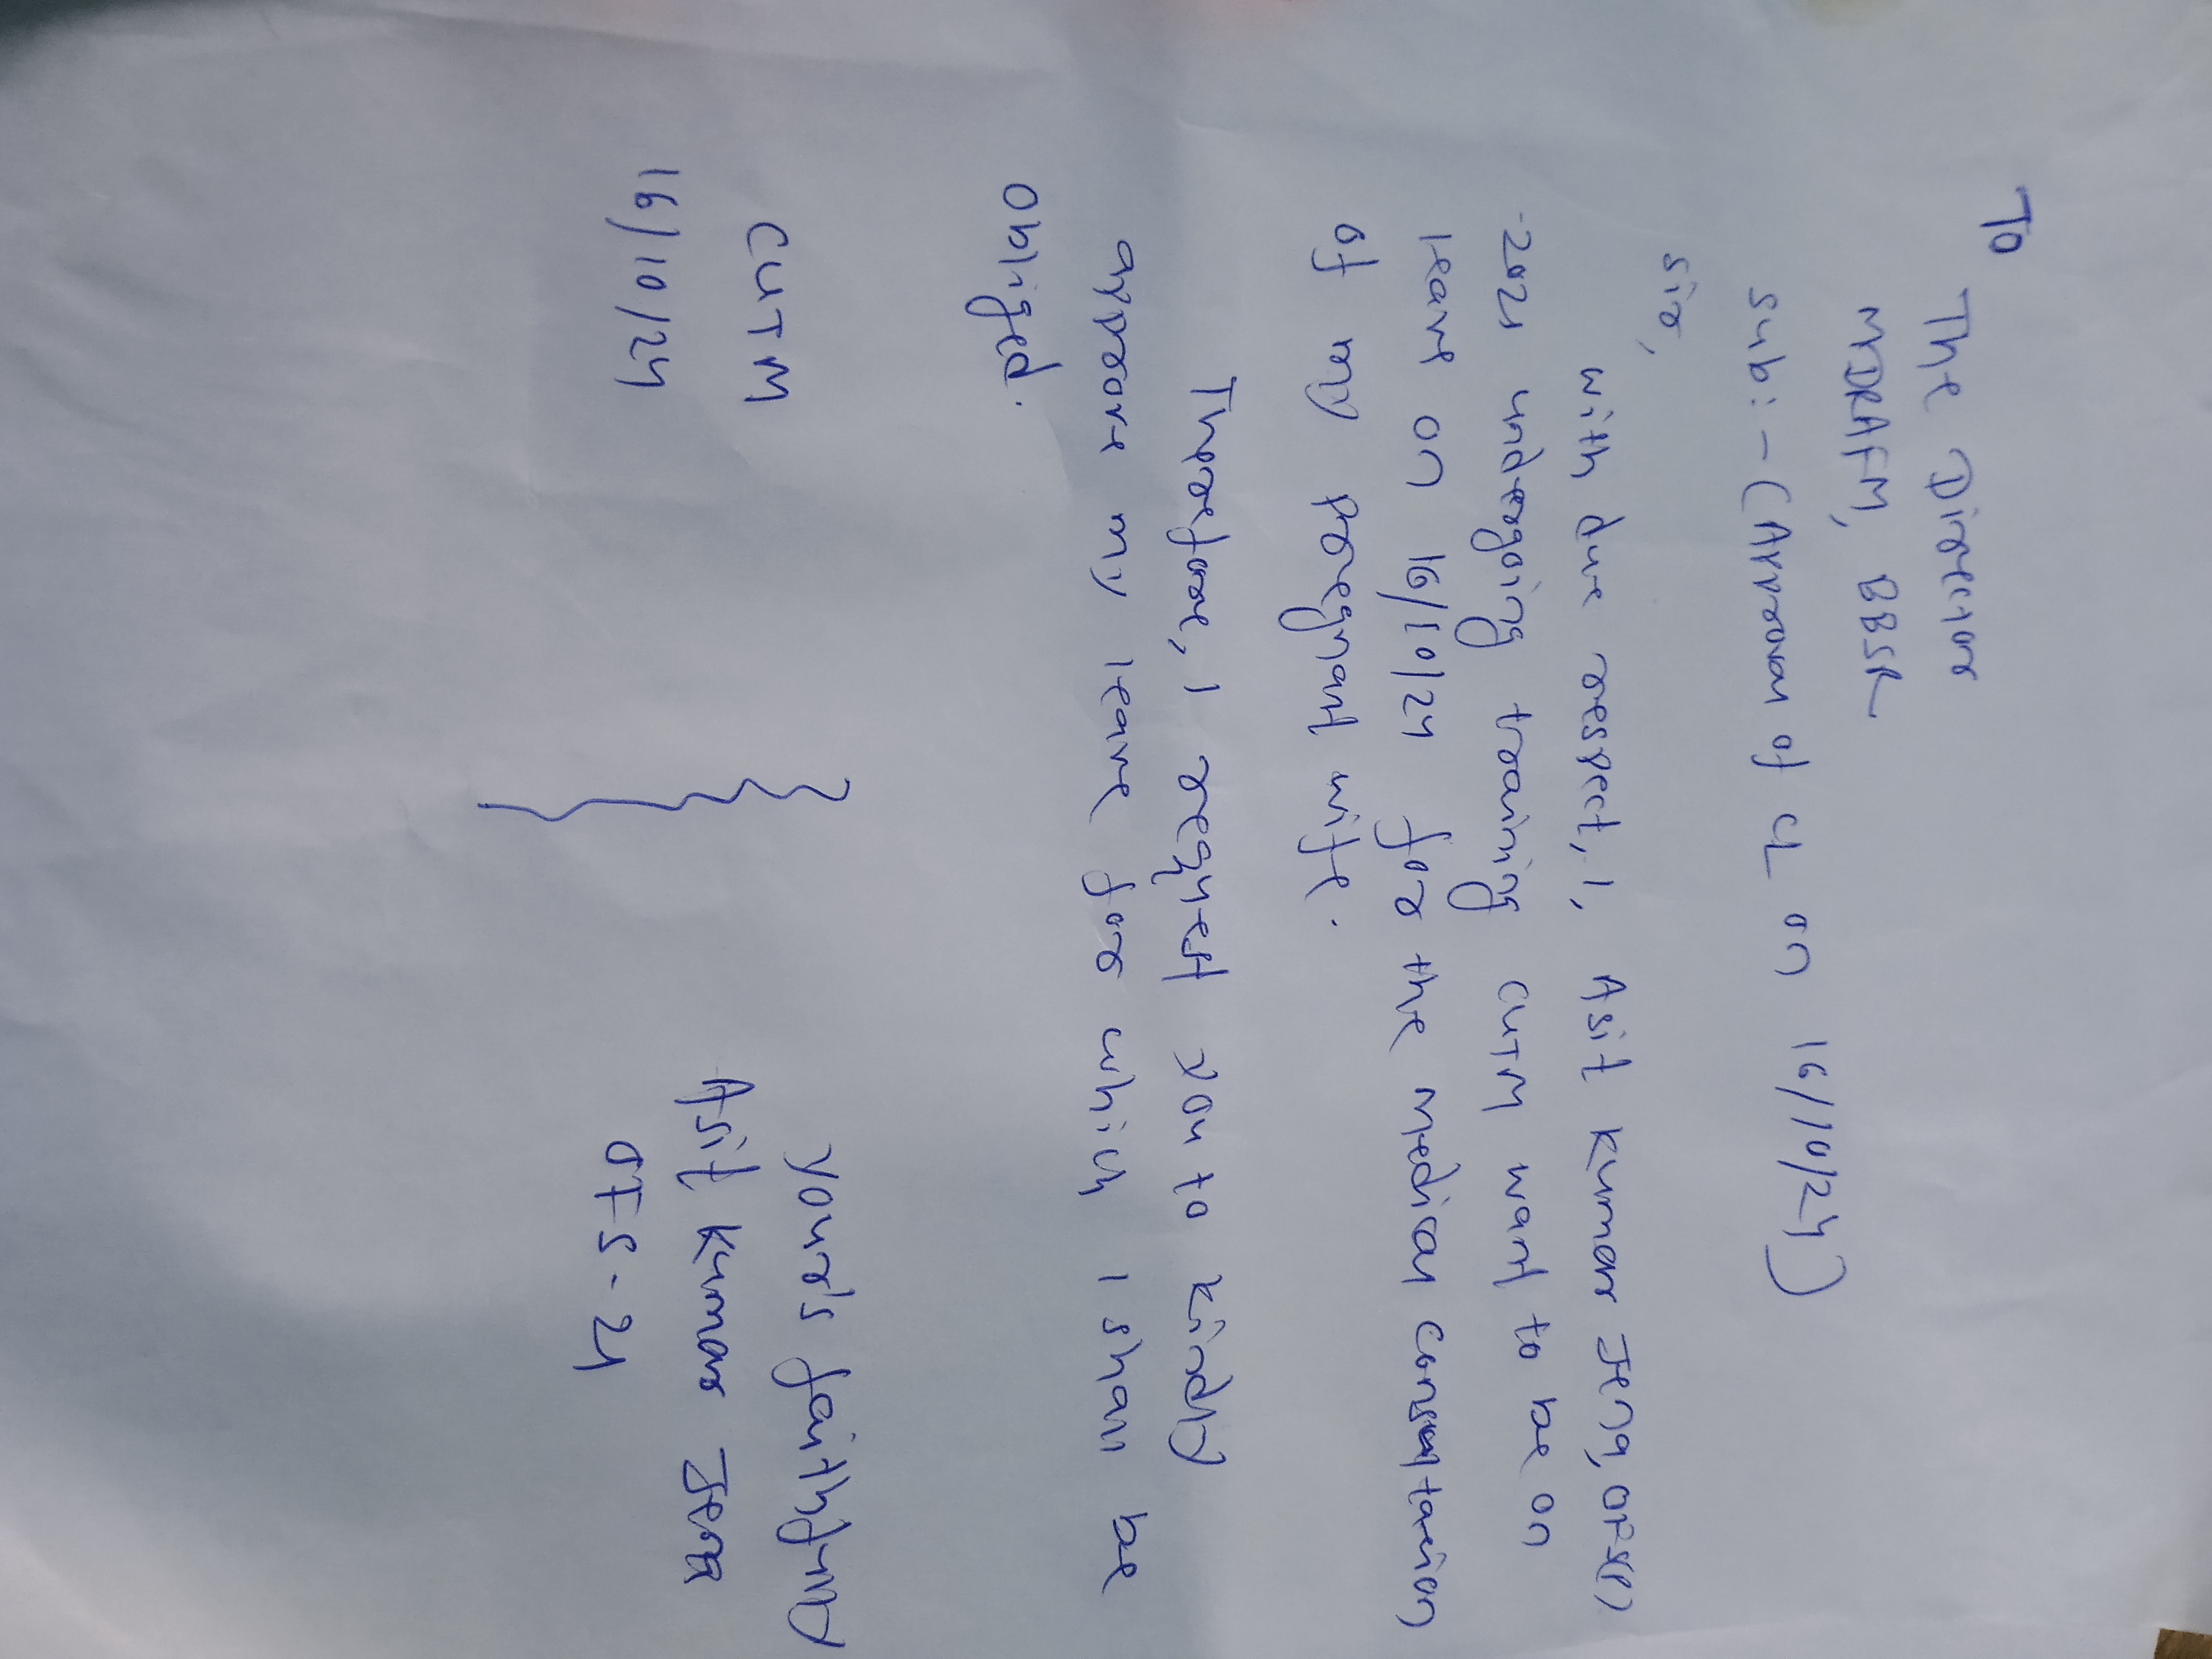 To
The Director
MDRAFM, BBSR
Sub:- (Approval of CL on 16/10/24)
Sir,
With due respect, I, Asit Kumar Jena,
-2021 undergoing training CUTM want to be on
leave on 16/10/24 for the medical consultation
of my pregnant wife.
Therefore, I request you to kindly
approve my leave for which I shall be
obliged.
CUTM
16/10/24
Your's faithfully
Asit Kumar Jena
OFS-24